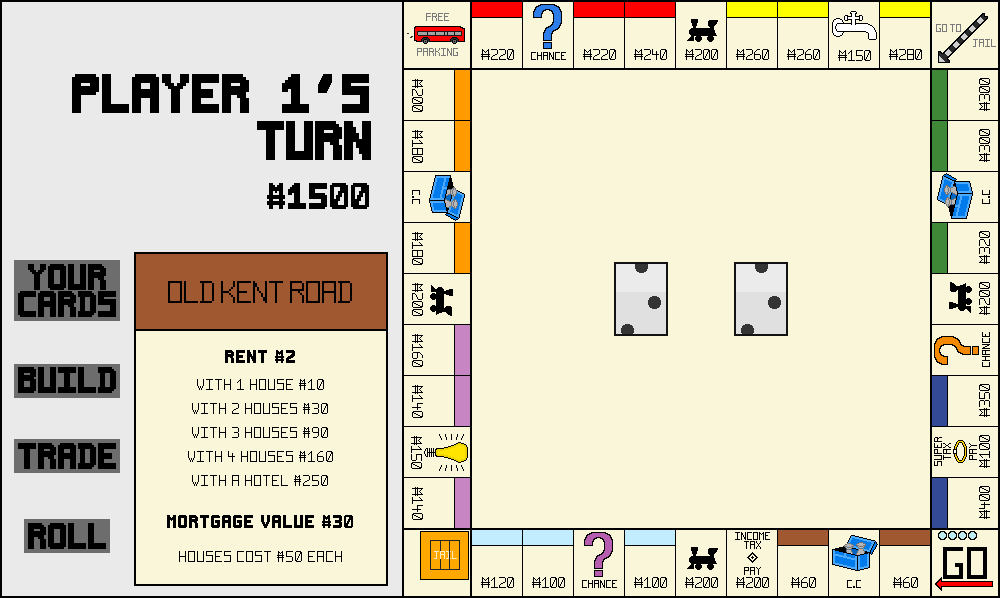 PLAYER 1'S
TURN
₩1500
YOUR
CARDS
BUILD
TRADE
ROLL
OLD KENT ROAD
RENT ₩2
WITH 1 HOUSE ₩10
WITH 2 HOUSES ₩30
WITH 3 HOUSES ₩90
WITH 4 HOUSES ₩160
WITH A HOTEL ₩250
MORTGAGE VALUE ₩30
HOUSES COST ₩50 EACH
FREE
PARKING
₩220
CHANCE
₩220
₩240
₩200
₩260
₩260
₩150
₩280
GO TO
JAIL
₩200
₩180
C.C
₩180
₩200
₩160
₩140
₩150
₩140
₩300
₩300
C.C
₩320
₩200
CHANCE
₩350
SUPER
TAX
PAY
₩100
₩400
JAIL
₩120
₩100
CHANCE
₩100
₩200
INCOME
TAX
PAY
₩200
₩60
C.C
₩60
GO